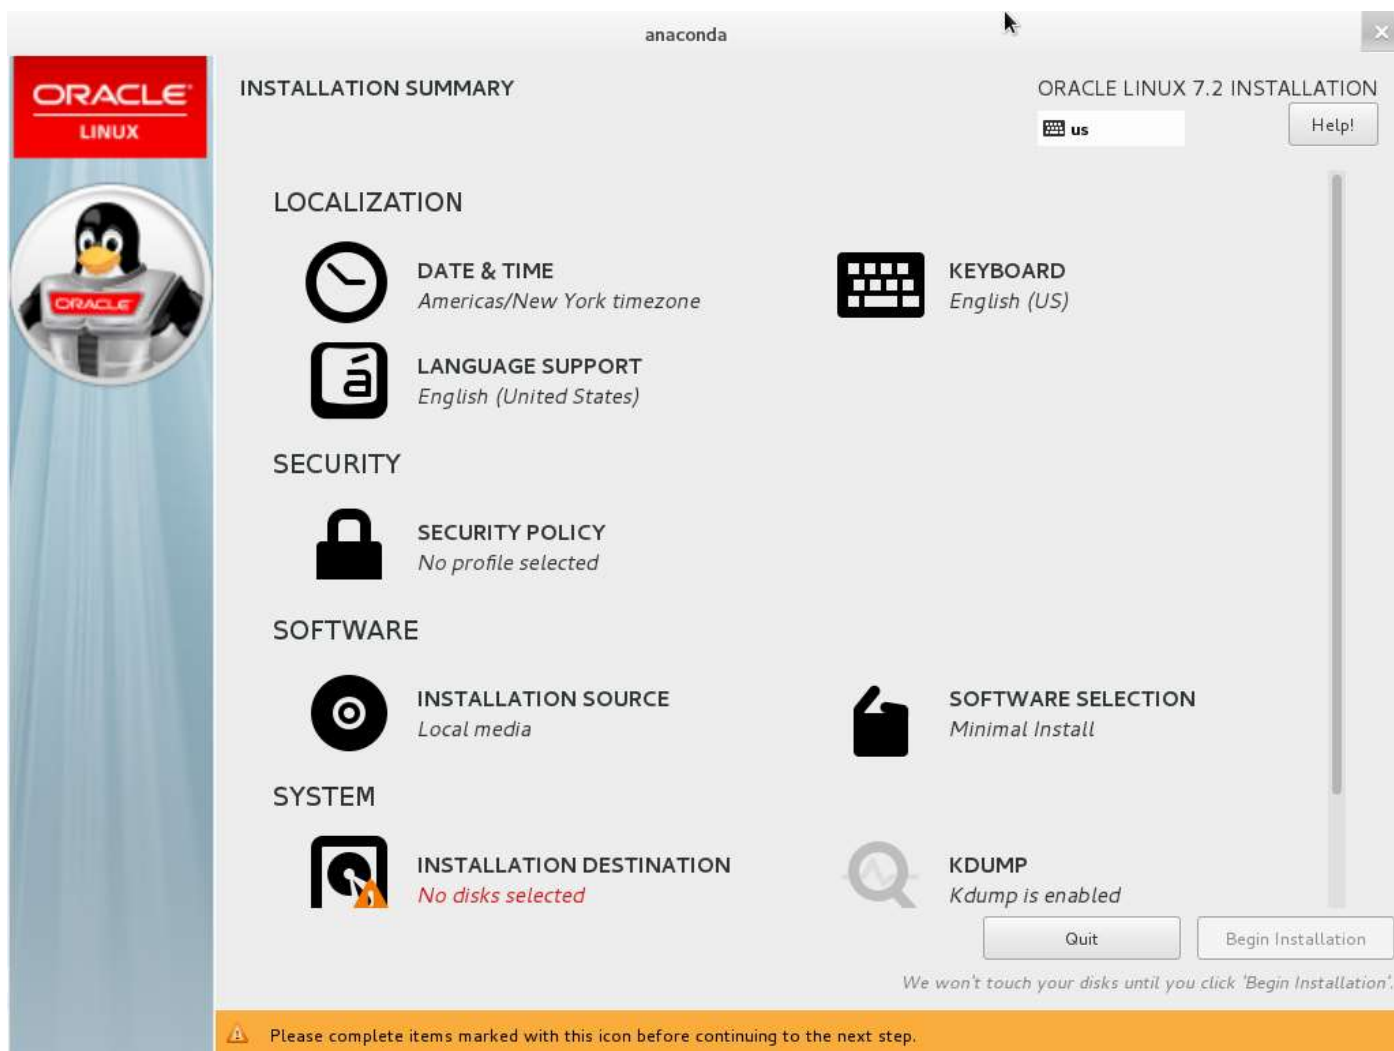 anaconda
ORACLE
LINUX
INSTALLATION SUMMARY
ORACLE LINUX 7.2 INSTALLATION
us
Help!
LOCALIZATION
DATE & TIME
Americas/New York timezone
KEYBOARD
English (US)
á
LANGUAGE SUPPORT
English (United States)
ORACLE
SECURITY
SECURITY POLICY
No profile selected
SOFTWARE
INSTALLATION SOURCE
Local media
SOFTWARE SELECTION
Minimal Install
SYSTEM
INSTALLATION DESTINATION
No disks selected
KDUMP
Kdump is enabled
Quit
Begin Installation
We won't touch your disks until you click 'Begin Installation'.
Please complete items marked with this icon before continuing to the next step.